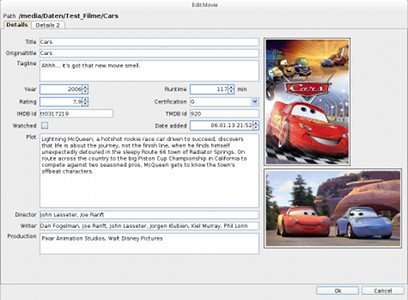 Edit Movie
Path /media/Daten/Test_Filme/Cars
Details Details 2
Title Cars
Originaltitle Cars
Tagline Ahhh... it's got that new movie smell.
Year 2006 Runtime 117 min
Rating 7.9 Certification G
IMDB Id tt0317219 TMDB Id 920
Watched Date added 06.01.13 21:52
Plot Lightning McQueen, a hotshot rookie race car driven to succeed, discovers
that life is about the journey, not the finish line, when he finds himself
unexpectedly detoured in the sleepy Route 66 town of Radiator Springs. On
route across the country to the big Piston Cup Championship in California to
compete against two seasoned pros, McQueen gets to know the town's
offbeat characters.
Director John Lasseter, Joe Ranft
Writer Dan Fogelman, Joe Ranft, John Lasseter, Jorgen Klubien, Kiel Murray, Phil Lorin
Production Pixar Animation Studios, Walt Disney Pictures
Cars
Ok Cancel